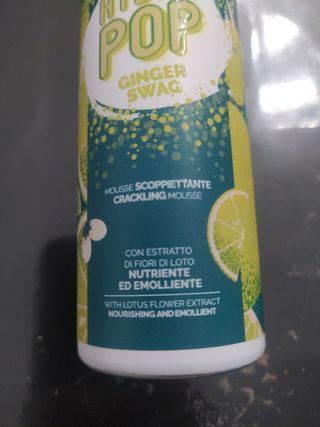 POP
GINGER
SWAG
MOUSSE SCOPPIETTANTE
CRACKLING MOUSSE
CON ESTRATTO
DI FIORI DI LOTO
NUTRIENTE
ED EMOLLIENTE
WITH LOTUS FLOWER EXTRACT
NOURISHING AND EMOLLIENT